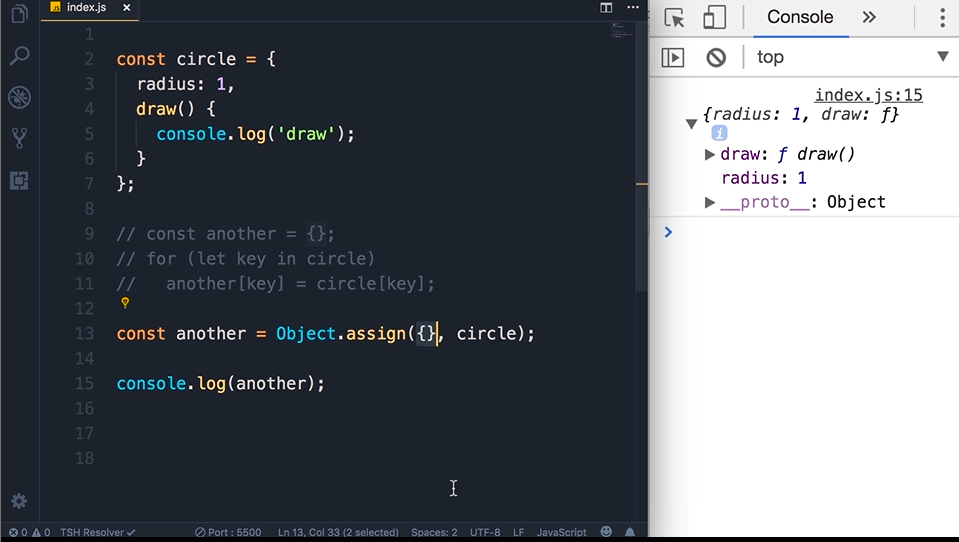 index.js ×
1
2 const circle = {
3 radius: 1,
4 draw() {
5 console.log('draw');
6 }
7 };
8
9 // const another = {};
10 // for (let key in circle)
11 // another[key] = circle[key];
12
13 const another = Object.assign({}, circle);
14
15 console.log(another);
16
17
18
0 0 TSH Resolver Port : 5500 Ln 13, Col 33 (2 selected) Spaces: 2 UTF-8 LF JavaScript
Console »
top
index.js:15
{radius: 1, draw: ƒ}
i
draw: ƒ draw()
radius: 1
__proto__: Object